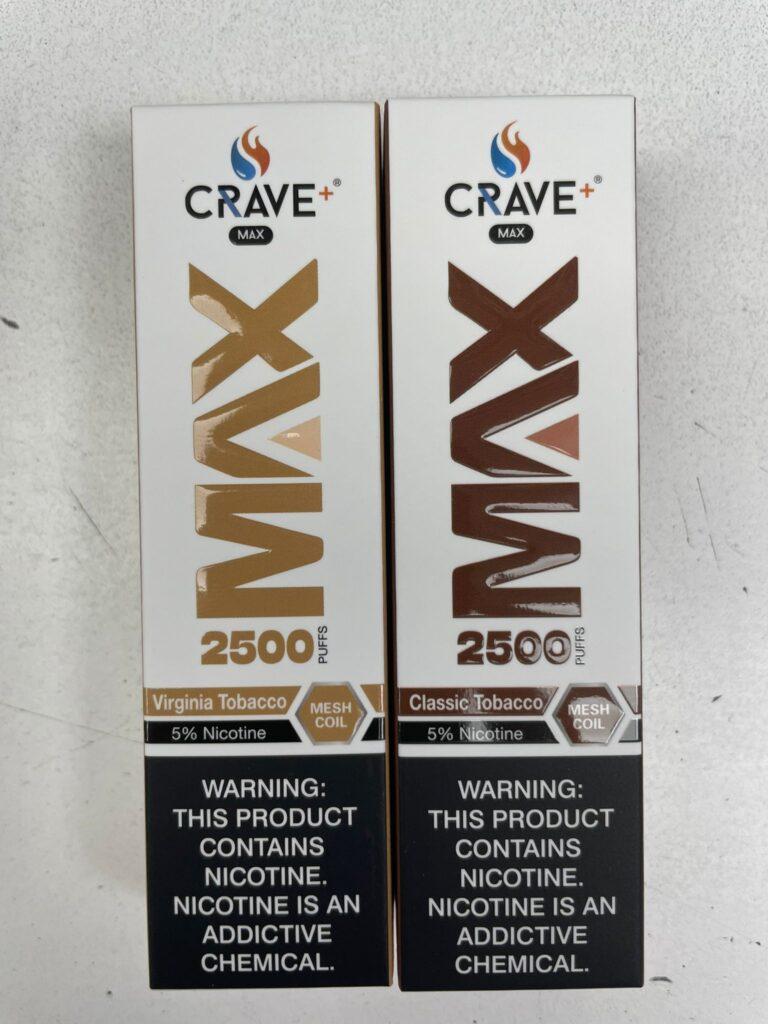 CRAVE+®
MAX
MAX
2500 PUFFS
Virginia Tobacco
MESH
COIL
5% Nicotine
WARNING:
THIS PRODUCT
CONTAINS
NICOTINE.
NICOTINE IS AN
ADDICTIVE
CHEMICAL.
CRAVE+®
MAX
MAX
2500 PUFFS
Classic Tobacco
MESH
COIL
5% Nicotine
WARNING:
THIS PRODUCT
CONTAINS
NICOTINE.
NICOTINE IS AN
ADDICTIVE
CHEMICAL.